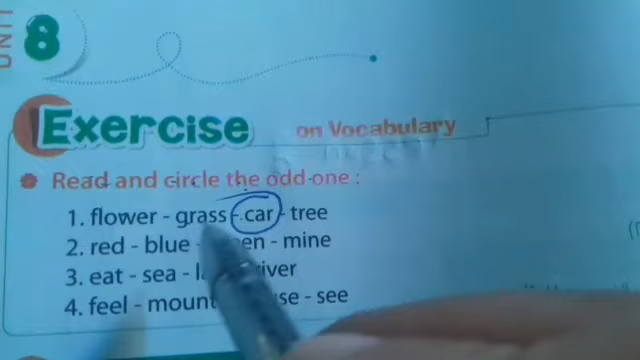 UNIT
8
Exercise on Vocabulary
Read and circle the odd one :
1. flower - grass - car - tree
2. red - blue - - mine
3. eat - sea - - river
4. feel - - see